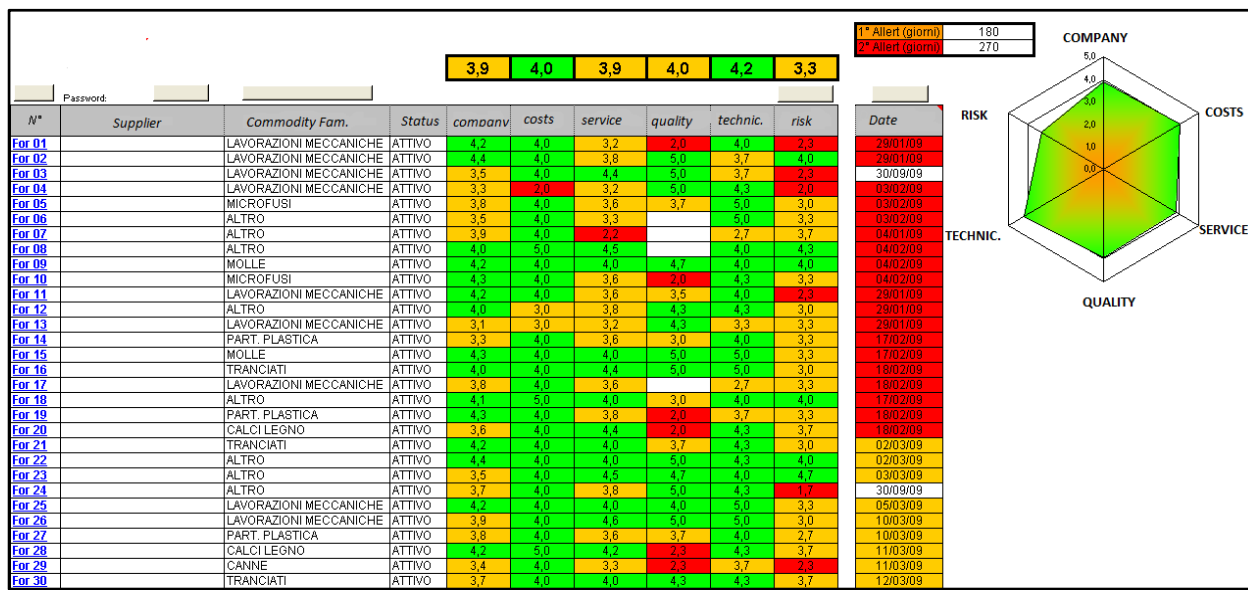 1° Allert (giorni) 180
2° Allert (giorni) 270
3,9 4,0 3,9 4,0 4,2 3,3
Password:
N° Supplier Commodity Fam. Status company costs service quality technic. risk Date
For 01 LAVORAZIONI MECCANICHE ATTIVO 4,2 4,0 3,2 2,0 4,0 2,3 29/01/09
For 02 LAVORAZIONI MECCANICHE ATTIVO 4,4 4,0 3,8 5,0 3,7 4,0 29/01/09
For 03 LAVORAZIONI MECCANICHE ATTIVO 3,5 4,0 4,4 5,0 3,7 2,3 30/09/09
For 04 LAVORAZIONI MECCANICHE ATTIVO 3,3 2,0 3,2 5,0 4,3 2,0 03/02/09
For 05 MICROFUSI ATTIVO 3,8 4,0 3,6 3,7 5,0 3,0 03/02/09
For 06 ALTRO ATTIVO 3,5 4,0 3,3 5,0 3,3 03/02/09
For 07 ALTRO ATTIVO 3,9 4,0 2,2 2,7 3,7 04/01/09
For 08 ALTRO ATTIVO 4,0 5,0 4,5 4,0 4,3 04/02/09
For 09 MOLLE ATTIVO 4,2 4,0 4,0 4,7 4,0 4,0 04/02/09
For 10 MICROFUSI ATTIVO 4,3 4,0 3,6 2,0 4,3 3,3 04/02/09
For 11 LAVORAZIONI MECCANICHE ATTIVO 4,2 4,0 3,6 3,5 4,0 2,3 29/01/09
For 12 ALTRO ATTIVO 4,0 3,0 3,8 4,3 4,3 3,0 29/01/09
For 13 LAVORAZIONI MECCANICHE ATTIVO 3,1 3,0 3,2 4,3 3,3 3,3 29/01/09
For 14 PART. PLASTICA ATTIVO 3,3 4,0 3,6 3,0 4,0 3,3 17/02/09
For 15 MOLLE ATTIVO 4,3 4,0 4,0 5,0 5,0 3,3 17/02/09
For 16 TRANCIATI ATTIVO 4,0 4,0 4,4 5,0 5,0 3,0 18/02/09
For 17 LAVORAZIONI MECCANICHE ATTIVO 3,8 4,0 3,6 2,7 3,3 18/02/09
For 18 ALTRO ATTIVO 4,1 5,0 4,0 3,0 4,0 4,0 17/02/09
For 19 PART. PLASTICA ATTIVO 4,3 4,0 3,8 2,0 3,7 3,3 18/02/09
For 20 CALCI LEGNO ATTIVO 3,6 4,0 4,4 2,0 4,3 3,7 18/02/09
For 21 TRANCIATI ATTIVO 4,2 4,0 4,0 3,7 4,3 3,0 02/03/09
For 22 ALTRO ATTIVO 4,4 4,0 4,0 5,0 4,3 4,0 02/03/09
For 23 ALTRO ATTIVO 3,5 4,0 4,5 4,7 4,0 4,7 03/03/09
For 24 ALTRO ATTIVO 3,7 4,0 3,8 5,0 4,3 1,7 30/09/09
For 25 LAVORAZIONI MECCANICHE ATTIVO 4,2 4,0 4,0 4,0 5,0 3,3 05/03/09
For 26 LAVORAZIONI MECCANICHE ATTIVO 3,9 4,0 4,6 5,0 5,0 3,0 10/03/09
For 27 PART. PLASTICA ATTIVO 3,8 4,0 3,6 3,7 4,0 2,7 10/03/09
For 28 CALCI LEGNO ATTIVO 4,2 5,0 4,2 2,3 4,3 3,7 11/03/09
For 29 CANNE ATTIVO 3,4 4,0 3,3 2,3 3,7 2,3 11/03/09
For 30 TRANCIATI ATTIVO 3,7 4,0 4,0 4,3 4,3 3,7 12/03/09
COMPANY
5,0
4,0
3,0
2,0
1,0
0,0
RISK
COSTS
TECHNIC.
SERVICE
QUALITY